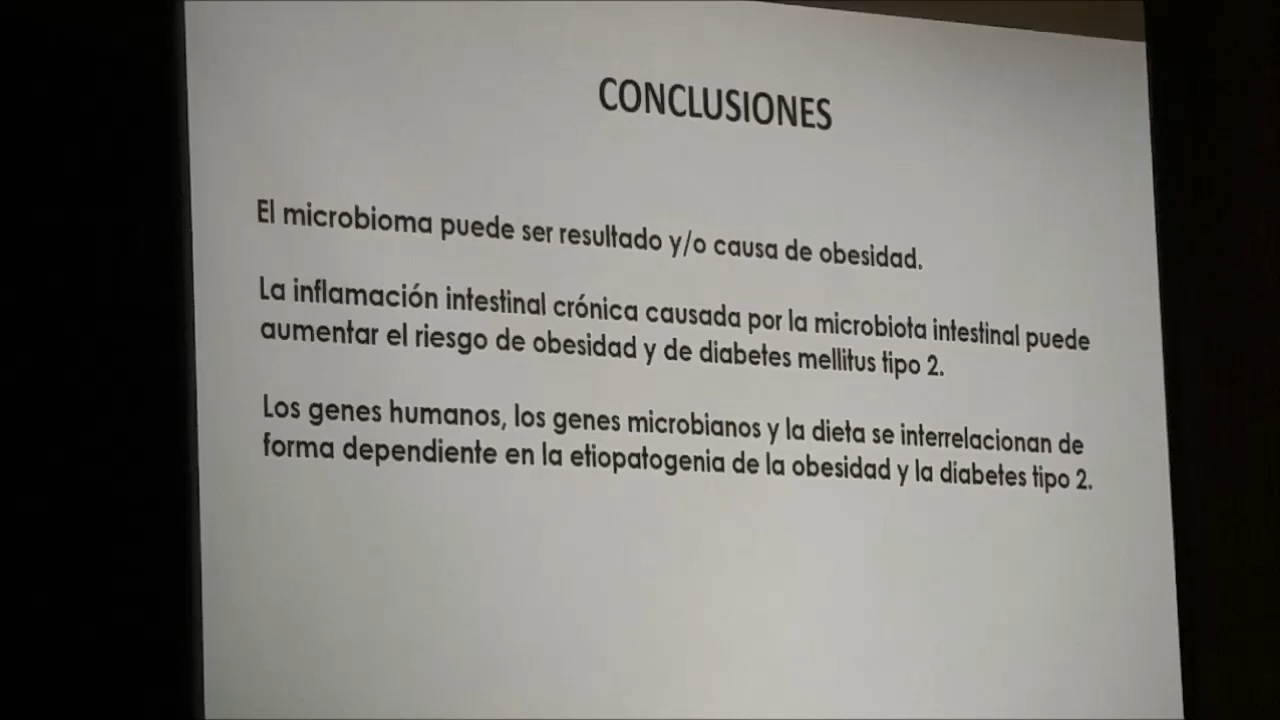 CONCLUSIONES
El microbioma puede ser resultado y/o causa de obesidad.
La inflamación intestinal crónica causada por la microbiota intestinal puede
aumentar el riesgo de obesidad y de diabetes mellitus tipo 2.
Los genes humanos, los genes microbianos y la dieta se interrelacionan de
forma dependiente en la etiopatogenia de la obesidad y la diabetes tipo 2.